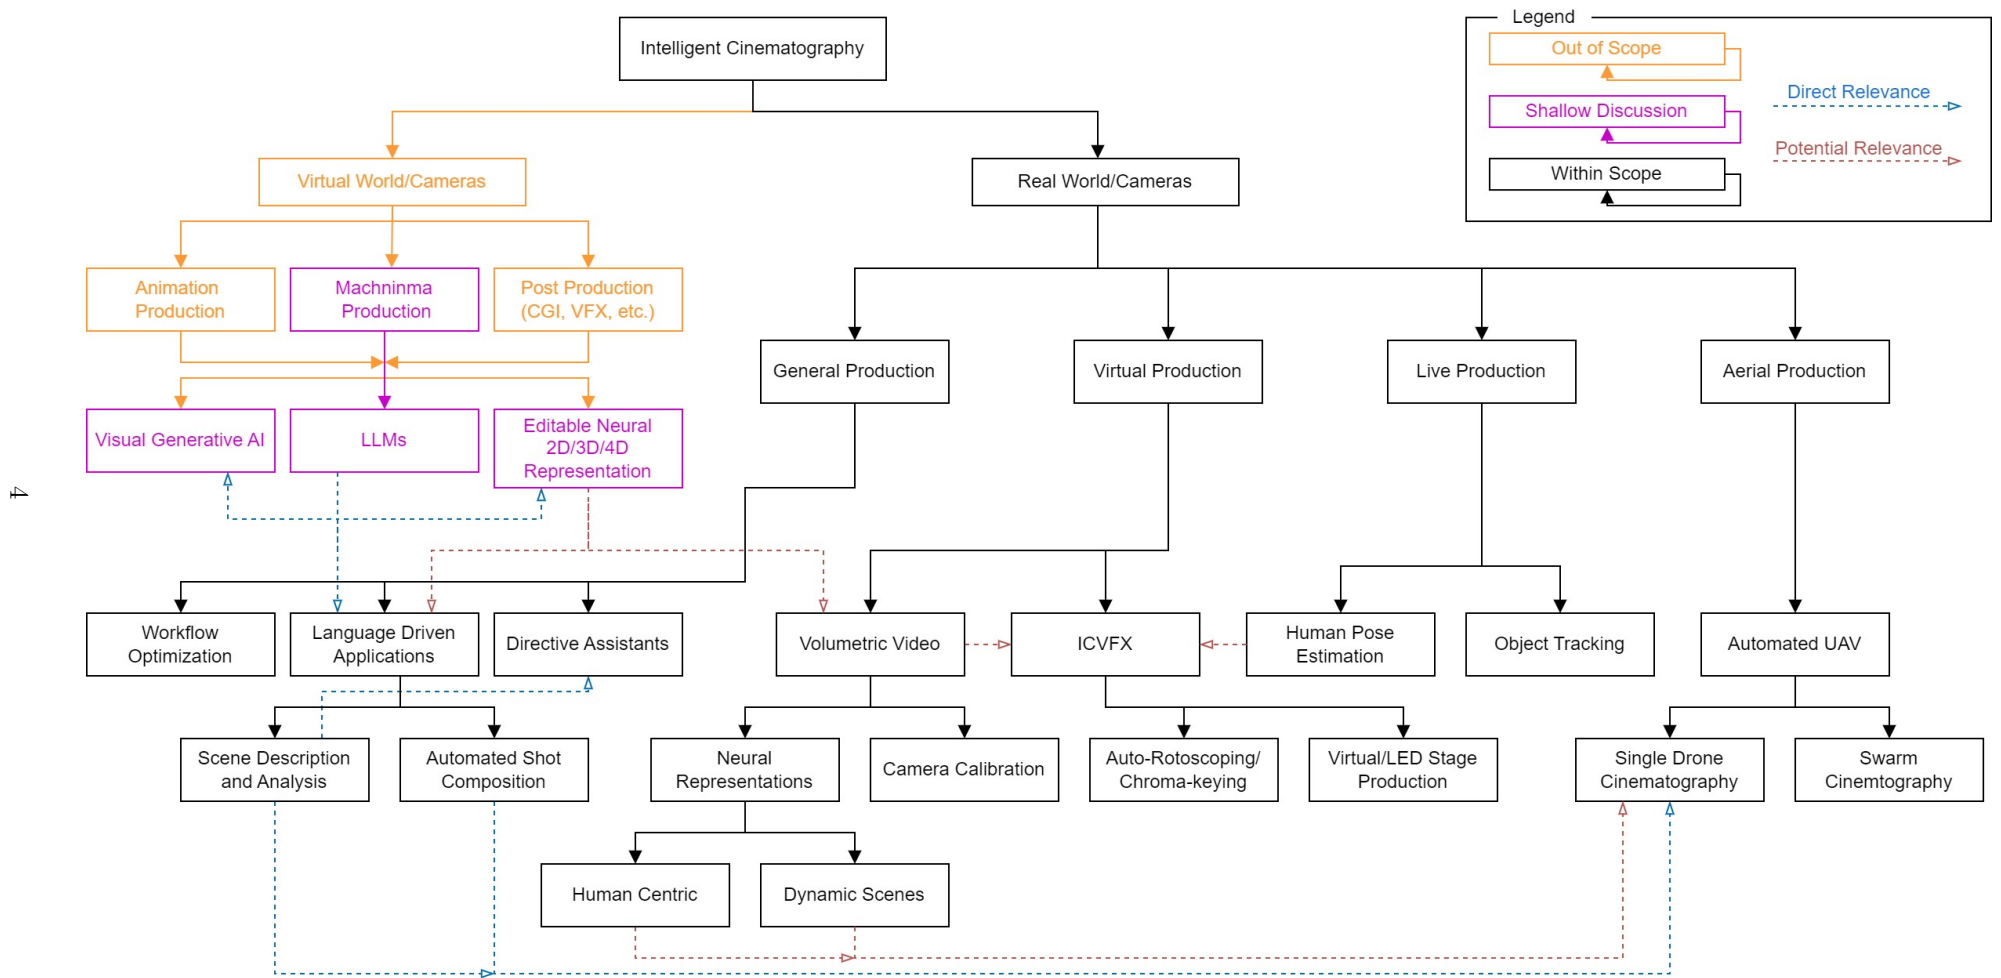 Legend
Intelligent Cinematography
Out of Scope
Direct Relevance
Shallow Discussion
Potential Relevance
Within Scope
Virtual World/Cameras
Real World/Cameras
Animation
Production
Machninma
Production
Post Production
(CGI, VFX, etc.)
General Production
Virtual Production
Live Production
Aerial Production
Visual Generative AI
LLMs
Editable Neural
2D/3D/4D
Representation
4
Workflow
Optimization
Language Driven
Applications
Directive Assistants
Volumetric Video
ICVFX
Human Pose
Estimation
Object Tracking
Automated UAV
Scene Description
and Analysis
Automated Shot
Composition
Neural
Representations
Camera Calibration
Auto-Rotoscoping/
Chroma-keying
Virtual/LED Stage
Production
Single Drone
Cinematography
Swarm
Cinemtography
Human Centric
Dynamic Scenes